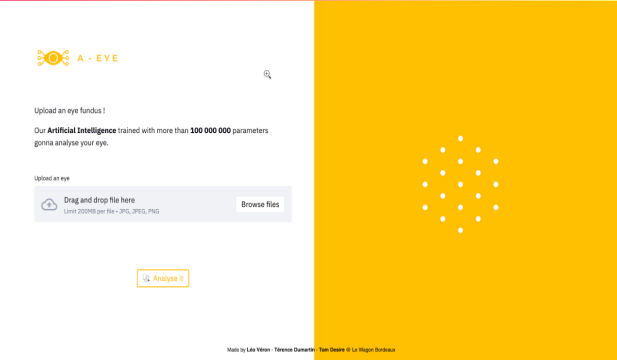 A - EYE
Upload an eye fundus !
Our Artificial Intelligence trained with more than 100 000 000 parameters
gonna analyse your eye.
Upload an eye
Drag and drop file here
Limit 200MB per file • JPG, JPEG, PNG
Browse files
Analyse it
Made by Léo Véron - Térence Dumartin - Tom Desire @ Le Wagon Bordeaux